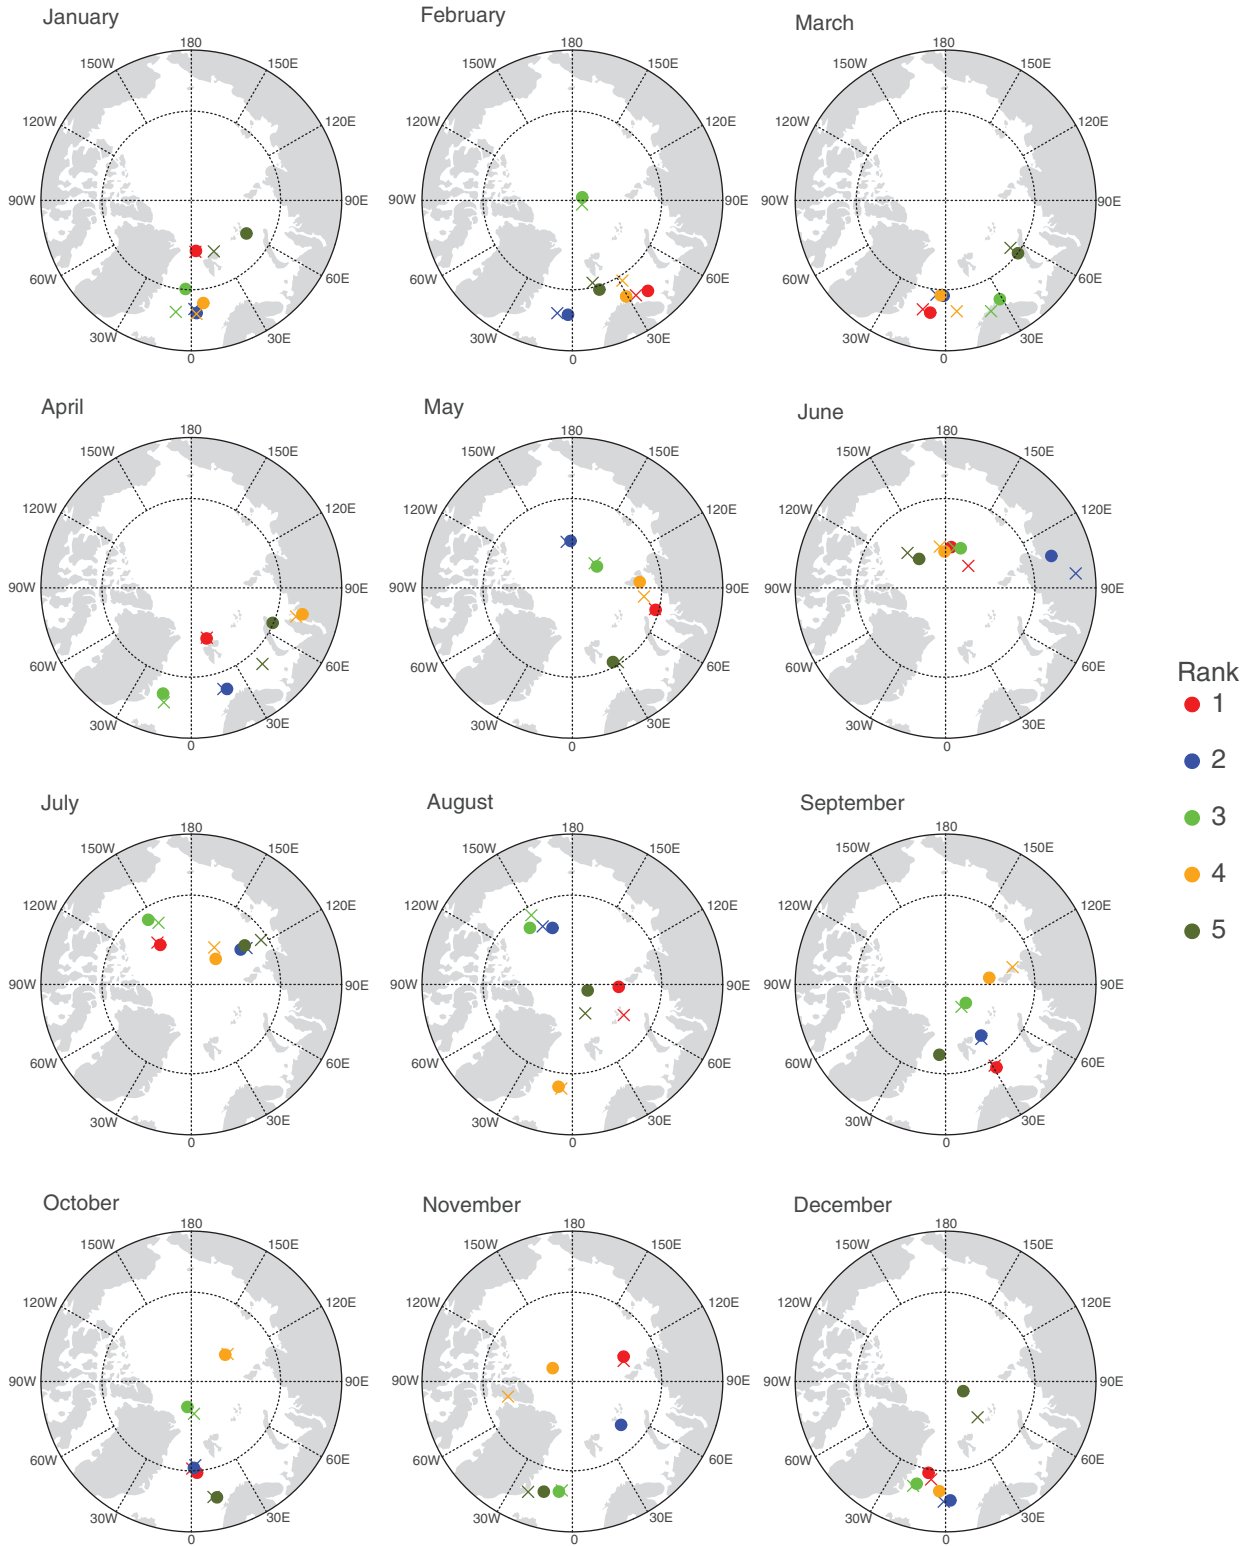 January
February
March
180
150W
150E
120W
120E
90W
90E
60W
60E
30W
30E
0
180
150W
150E
120W
120E
90W
90E
60W
60E
30W
30E
0
180
150W
150E
120W
120E
90W
90E
60W
60E
30W
30E
0
April
May
June
180
150W
150E
120W
120E
90W
90E
60W
60E
30W
30E
0
180
150W
150E
120W
120E
90W
90E
60W
60E
30W
30E
0
180
150W
150E
120W
120E
90W
90E
60W
60E
30W
30E
0
Rank
1
2
3
4
5
July
August
September
180
150W
150E
120W
120E
90W
90E
60W
60E
30W
30E
0
180
150W
150E
120W
120E
90W
90E
60W
60E
30W
30E
0
180
150W
150E
120W
120E
90W
90E
60W
60E
30W
30E
0
October
November
December
180
150W
150E
120W
120E
90W
90E
60W
60E
30W
30E
0
180
150W
150E
120W
120E
90W
90E
60W
60E
30W
30E
0
180
150W
150E
120W
120E
90W
90E
60W
60E
30W
30E
0